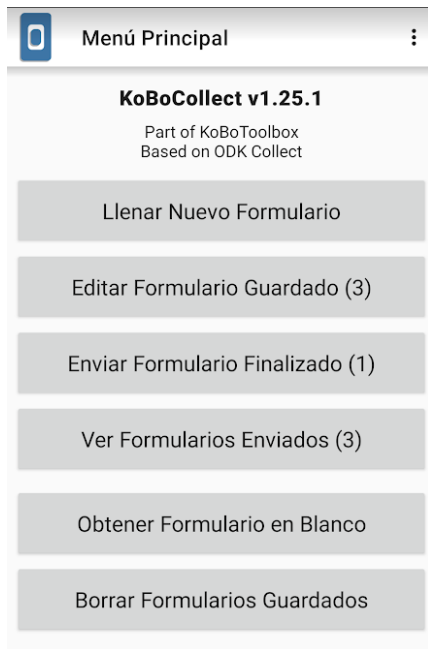 Menú Principal
KoBoCollect v1.25.1
Part of KoBoToolbox
Based on ODK Collect
Llenar Nuevo Formulario
Editar Formulario Guardado (3)
Enviar Formulario Finalizado (1)
Ver Formularios Enviados (3)
Obtener Formulario en Blanco
Borrar Formularios Guardados